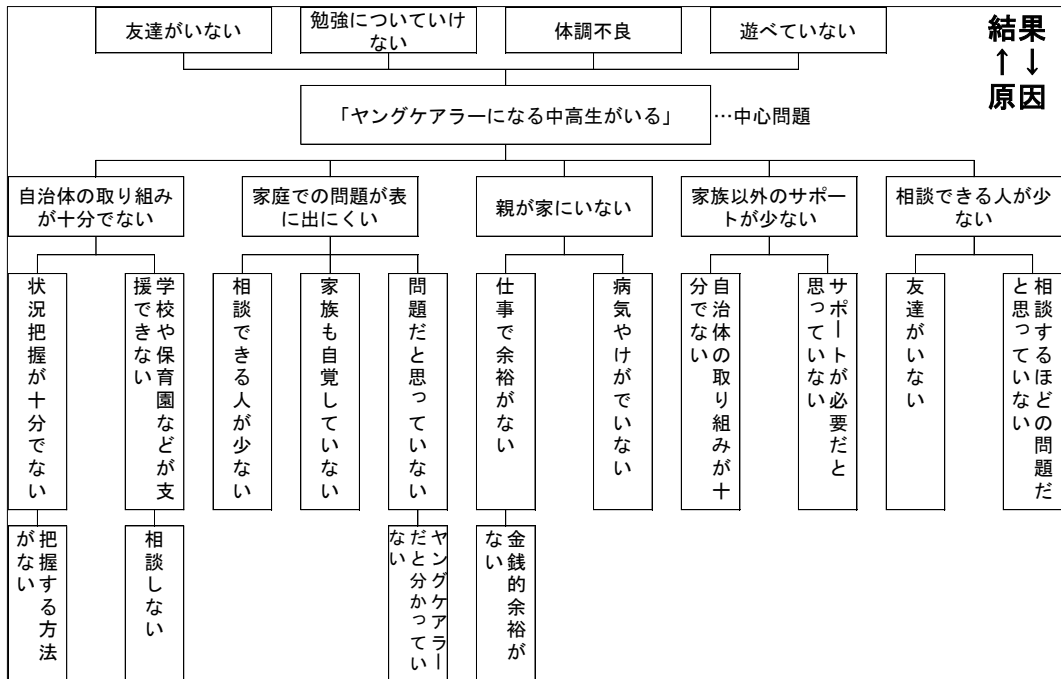 友達がいない
勉強についていけ
ない
体調不良
遊べていない
結果
↑↓
原因
「ヤングケアラーになる中高生がいる」
…中心問題
自治体の取り組み
が十分でない
家庭での問題が表
に出にくい
親が家にいない
家族以外のサポー
トが少ない
相談できる人が少
ない
状況把握が十分でない
学校や保育園などが支
援できない
相談できる人が少ない
家族も自覚していない
問題だと思っていない
仕事で余裕がない
病気やけがでいない
自治体の取り組みが十
分でない
サポートが必要だと
思っていない
友達がいない
相談するほどの問題だ
と思っていない
把握する方法
がない
相談しない
ヤングケアラー
だと分かってい
ない
金銭的余裕が
ない